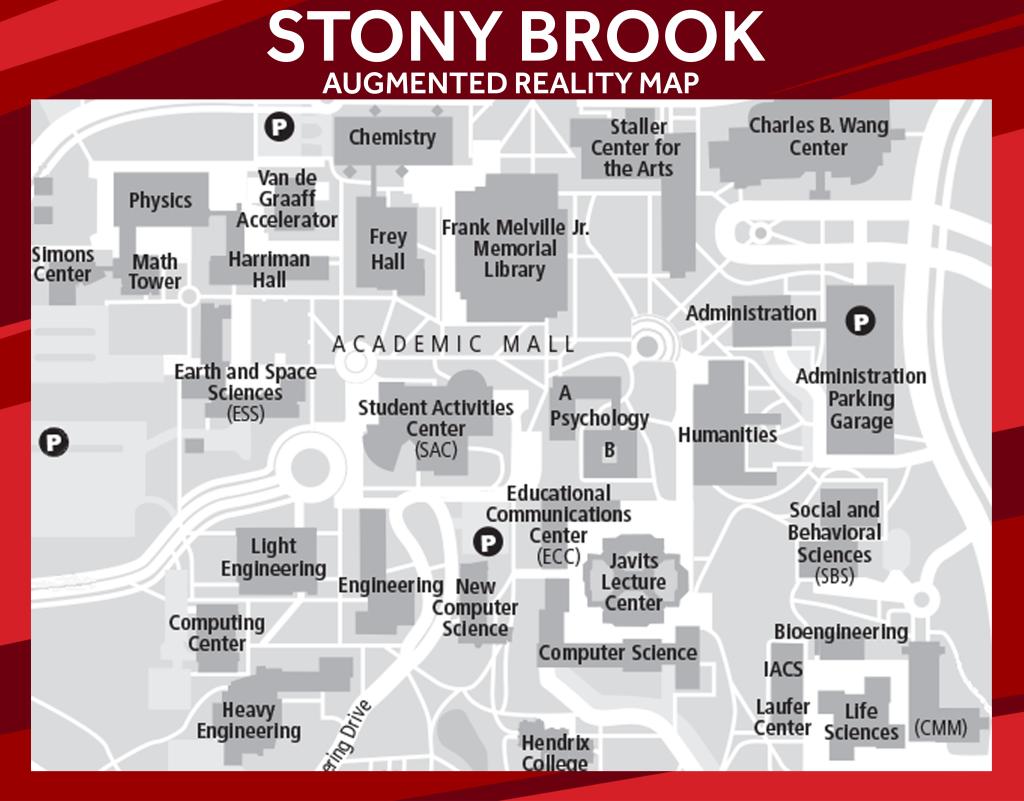 STONY BROOK
AUGMENTED REALITY MAP
P
Chemistry
Staller
Center for
the Arts
Charles B. Wang
Center
Physics
Van de
Graaff
Accelerator
Frey
Hall
Frank Melville Jr.
Memorial
Library
Simons
Center
Math
Tower
Harriman
Hall
Administration
P
ACADEMIC MALL
Earth and Space
Sciences
(ESS)
Student Activities
Center
(SAC)
A
Psychology
B
Humanities
Administration
Parking
Garage
P
Educational
Communications
Center
(ECC)
Social and
Behavioral
Sciences
(SBS)
P
Light
Engineering
Engineering
New
Computer
Science
Javits
Lecture
Center
Computing
Center
Computer Science
Bioengineering
IACS
Heavy
Engineering
ering Drive
Hendrix
College
Laufer
Center
Life
Sciences
(CMM)